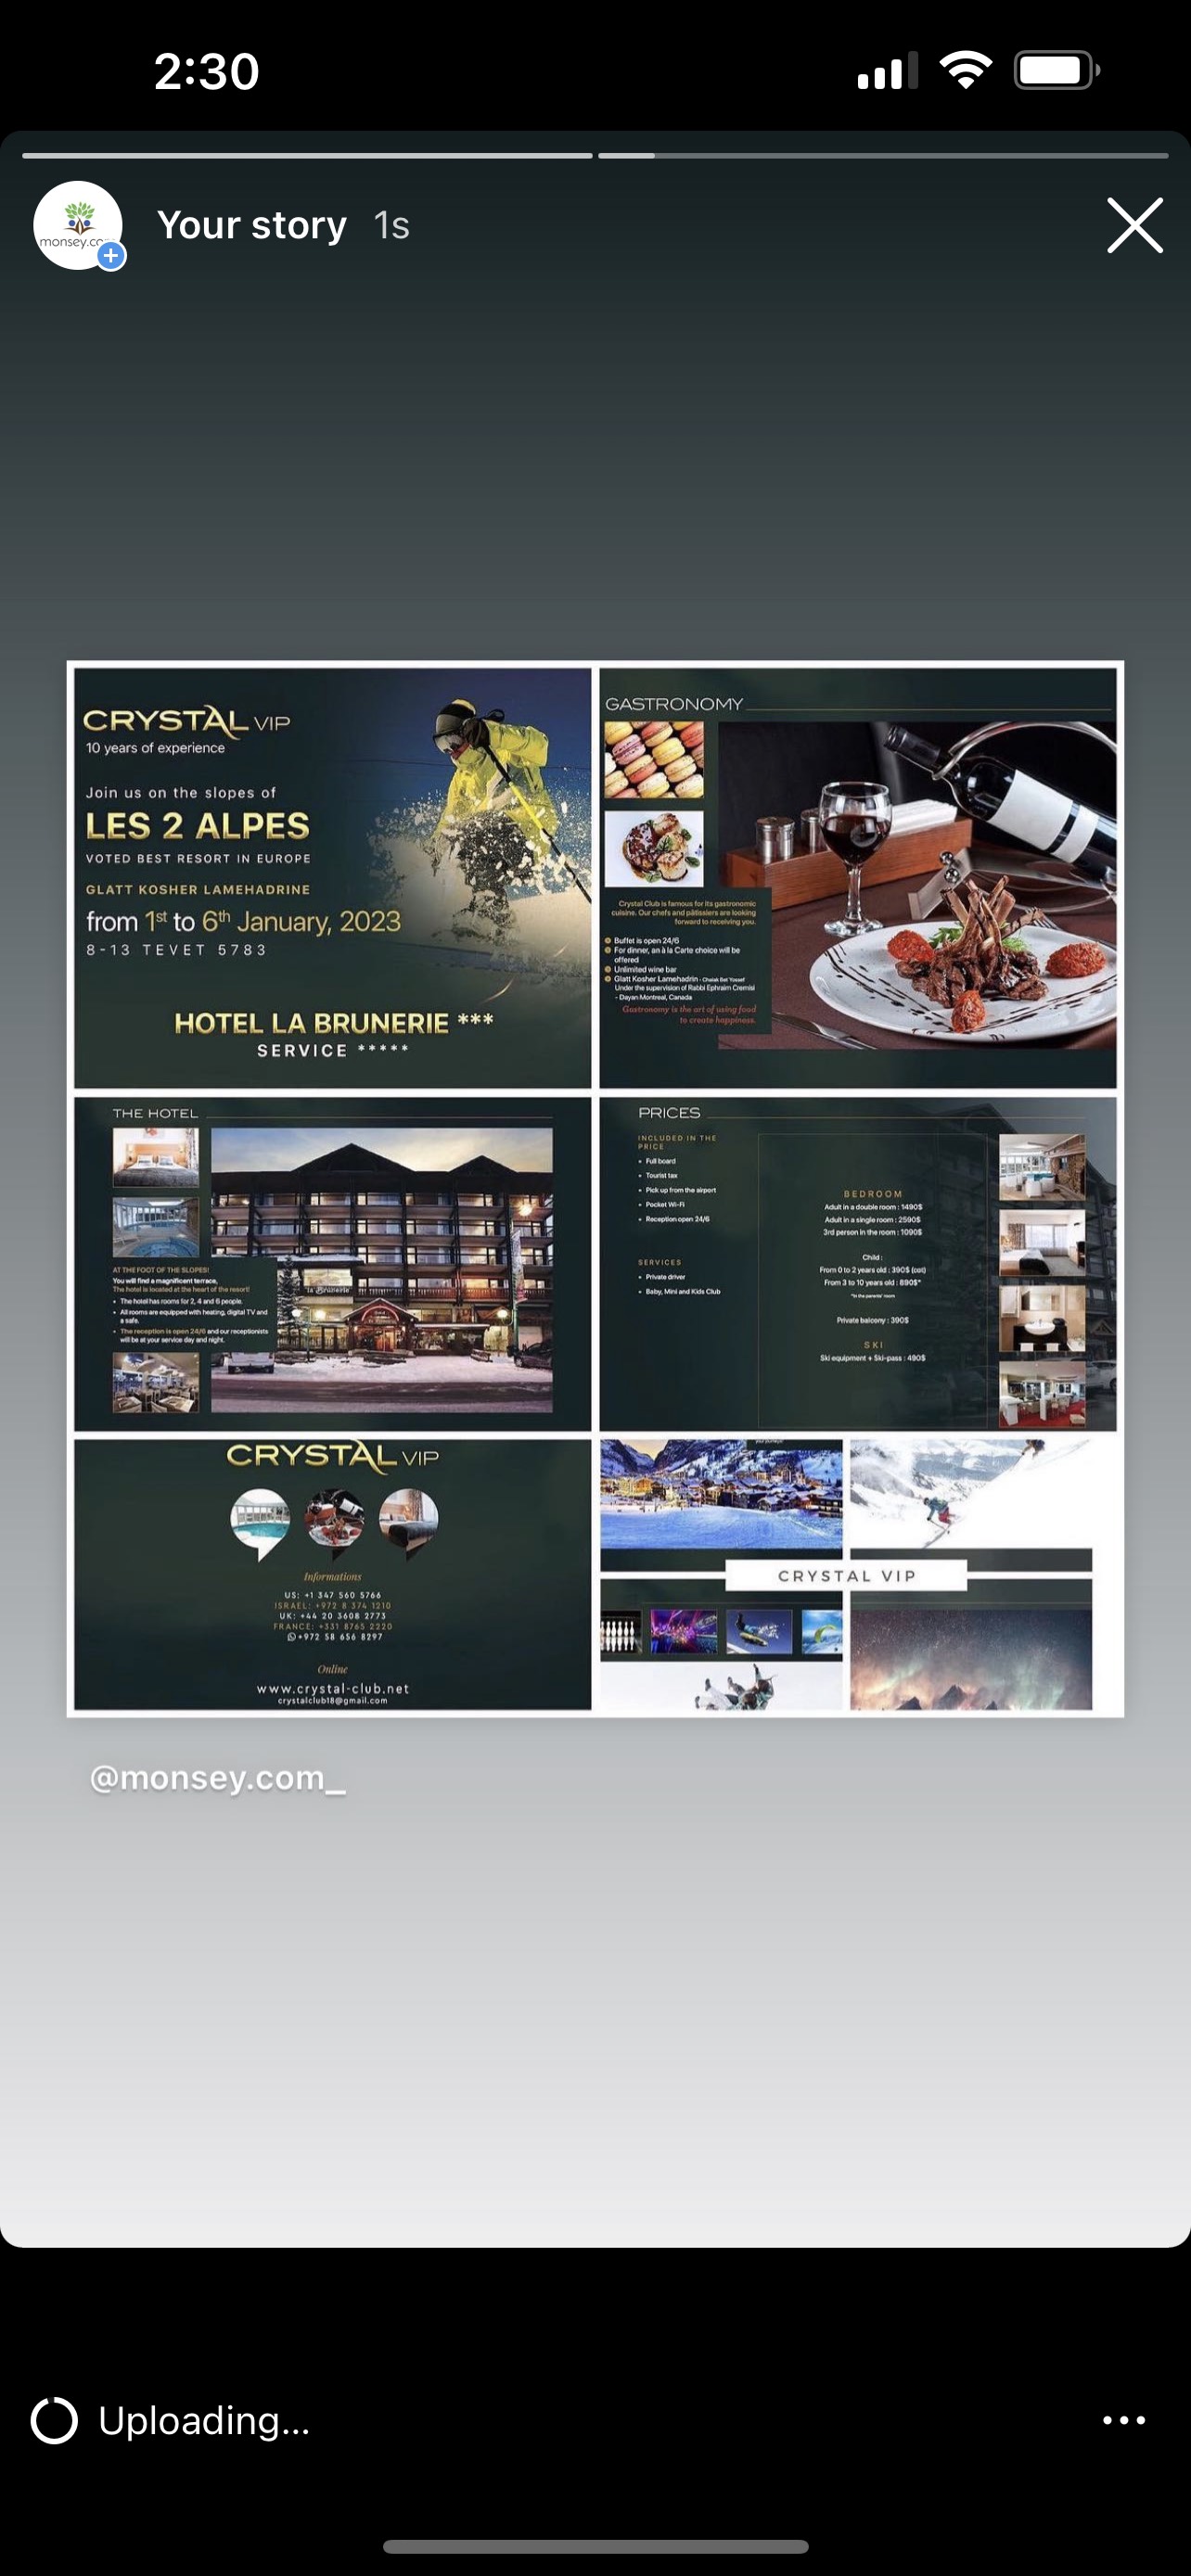 2:30
monsey.co
Your story 1s
CRYSTAL VIP
10 years of experience
Join us on the slopes of
LES 2 ALPES
VOTED BEST RESORT IN EUROPE
GLATT KOSHER LAMEHADRINE
from 1st to 6th January, 2023
8-13 TEVET 5783
HOTEL LA BRUNERIE ***
SERVICE *****
GASTRONOMY
Crystal Club is famous for its gastronomic
cuisine. Our chefs and pâtissiers are looking
forward to receiving you.
Buffet is open 24/6
For dinner, an à la Carte choice will be
offered
Unlimited wine bar
Glatt Kosher Lamehadrin - Chalak Bet Yossef
Under the supervision of Rabbi Ephraim Cremisi
- Dayan Montreal, Canada
Gastronomy is the art of using food
to create happiness.
THE HOTEL
AT THE FOOT OF THE SLOPES!
You will find a magnificent terrace,
The hotel is located at the heart of the resort!
• The hotel has rooms for 2, 4 and 6 people.
• All rooms are equipped with heating, digital TV and
a safe.
• The reception is open 24/6 and our receptionists
will be at your service day and night.
la Brunerie
PRICES
INCLUDED IN THE
PRICE
• Full board
• Tourist tax
• Pick up from the airport
• Pocket Wi-Fi
• Reception open 24/6
SERVICES
• Private driver
• Baby, Mini and Kids Club
BEDROOM
Adult in a double room : 1490$
Adult in a single room : 2590$
3rd person in the room : 1090$
Child :
From 0 to 2 years old : 390$ (cot)
From 3 to 10 years old : 890$*
*in the parents' room
Private balcony : 390$
SKI
Ski equipment + Ski-pass : 490$
CRYSTAL VIP
Informations
US: +1 347 560 5766
ISRAEL: +972 8 374 1210
UK: +44 20 3608 2773
FRANCE: +331 8765 2220
+972 58 656 8297
Online
www.crystal-club.net
crystalclub18@gmail.com
CRYSTAL VIP
@monsey.com_
Uploading...